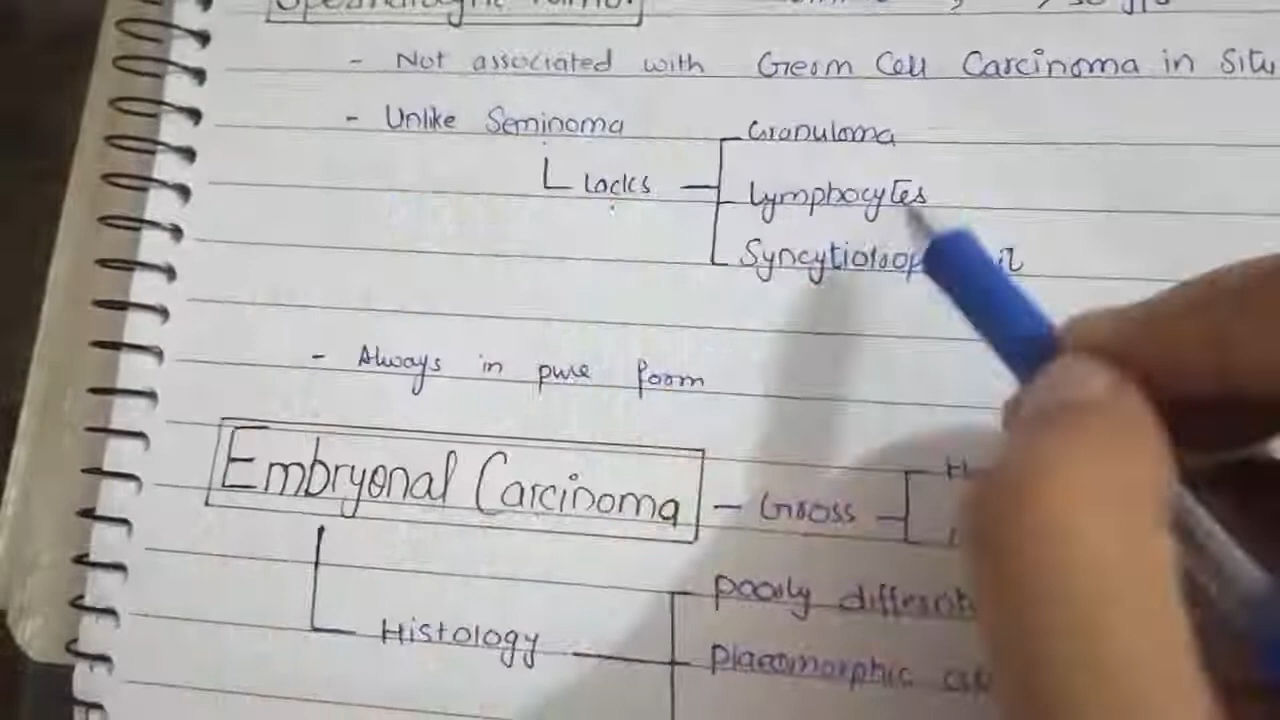 - Not associated with Germ Cell Carcinoma in Situ
- Unlike Seminoma
Lacks
Granuloma
Lymphocytes
- Always in pure form
Embryonal Carcinoma - Gross
Histology
Poorly